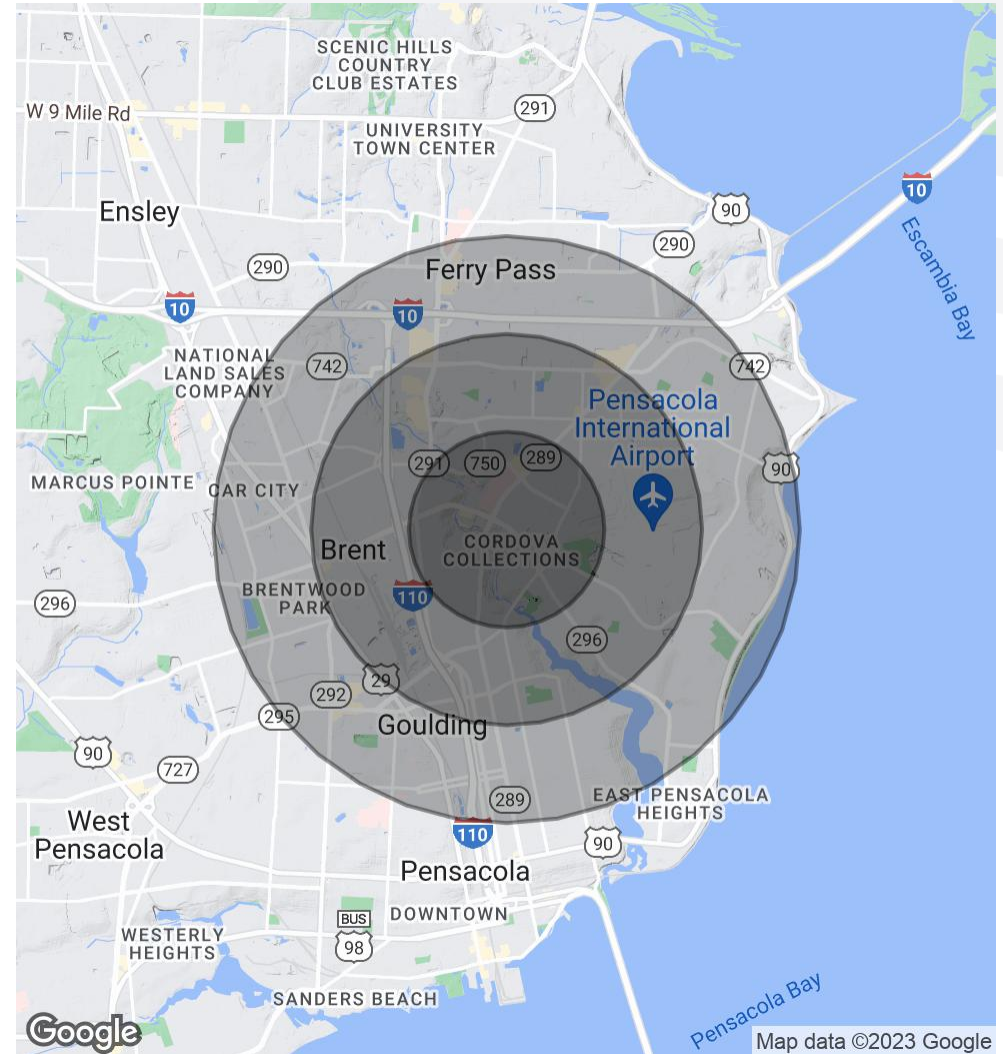 SCENIC HILLS
COUNTRY
CLUB ESTATES
291
W 9 Mile Rd
UNIVERSITY
TOWN CENTER
10
90
Ensley
Escambia Bay
290
290
Ferry Pass
10
10
742
742
NATIONAL
LAND SALES
COMPANY
Pensacola
International
Airport
291
750
289
90
MARCUS POINTE
CAR CITY
CORDOVA
COLLECTIONS
Brent
BRENTWOOD
PARK
110
296
296
29
292
295
Goulding
90
727
289
EAST PENSACOLA
HEIGHTS
West
Pensacola
110
90
Pensacola
DOWNTOWN
BUS
98
WESTERLY
HEIGHTS
SANDERS BEACH
Pensacola Bay
Google
Map data ©2023 Google